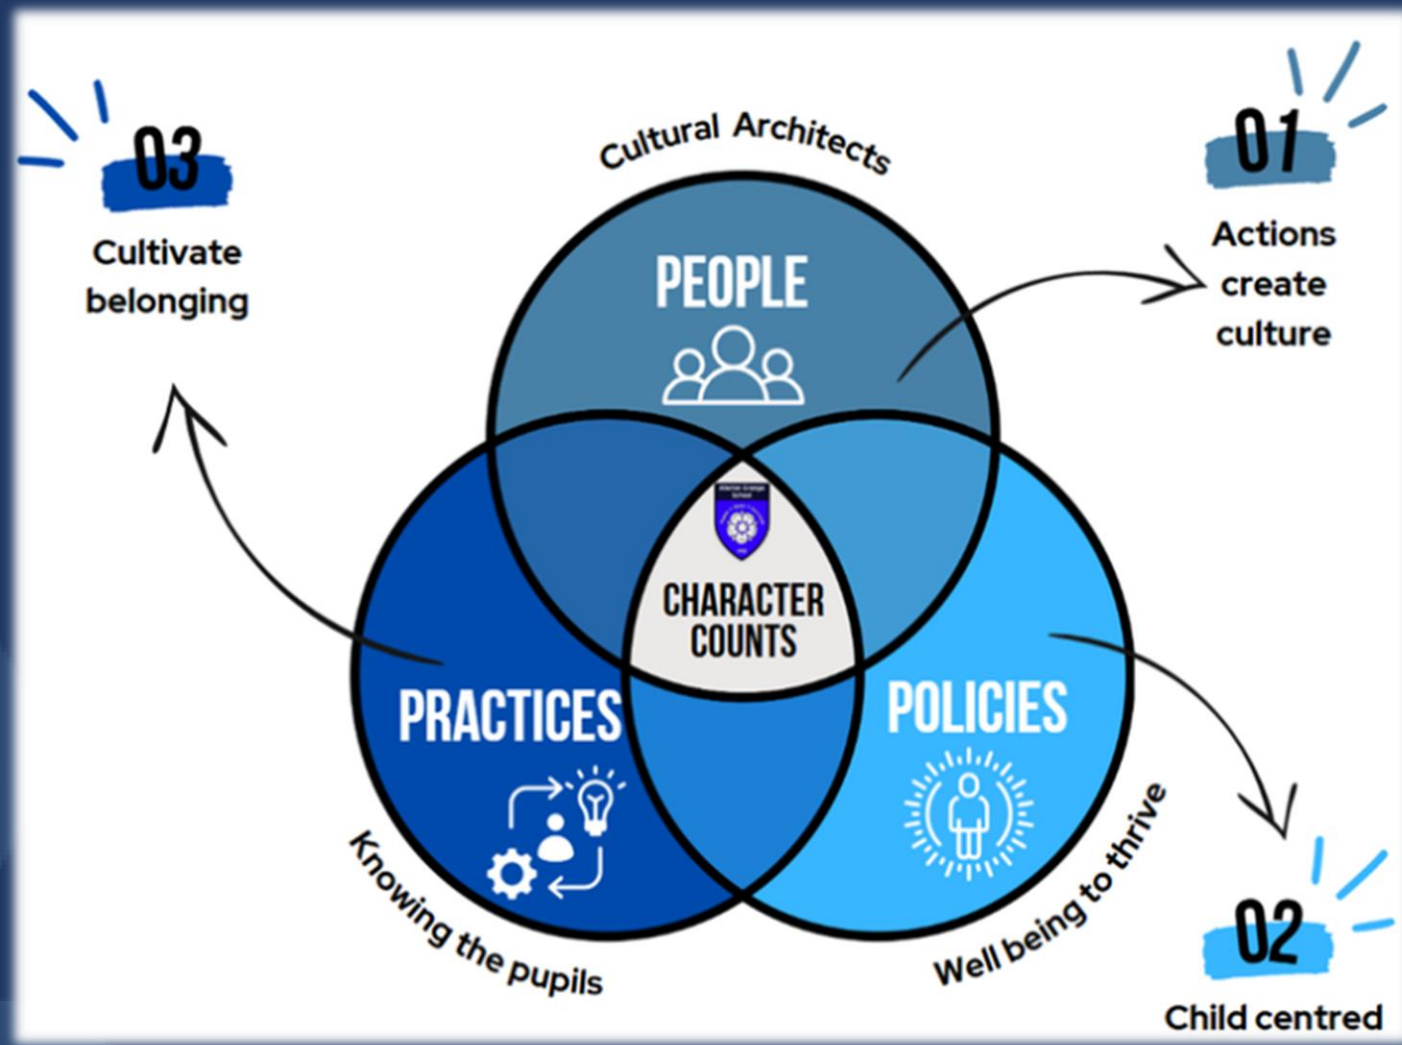 03
Cultivate
belonging
Cultural Architects
01
Actions
create
culture
PEOPLE
CHARACTER
COUNTS
PRACTICES
POLICIES
Knowing the pupils
Well being to thrive
02
Child centred